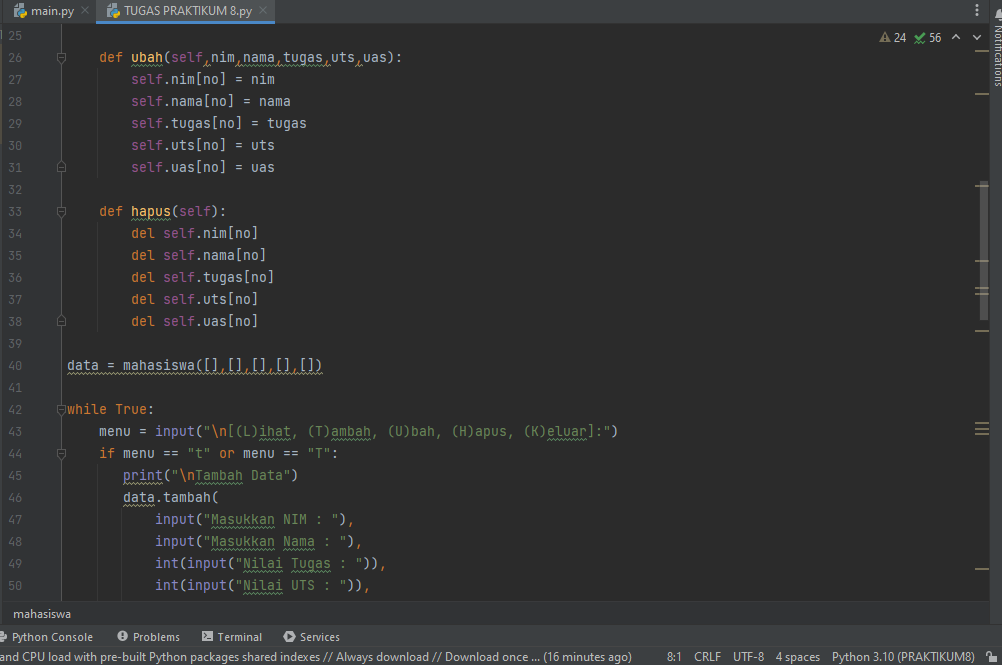 main.py TUGAS PRAKTIKUM 8.py
24 56
Notifications
25
26 def ubah(self,nim,nama,tugas,uts,uas):
27 self.nim[no] = nim
28 self.nama[no] = nama
29 self.tugas[no] = tugas
30 self.uts[no] = uts
31 self.uas[no] = uas
32
33 def hapus(self):
34 del self.nim[no]
35 del self.nama[no]
36 del self.tugas[no]
37 del self.uts[no]
38 del self.uas[no]
39
40 data = mahasiswa([],[],[],[],[])
41
42 while True:
43 menu = input("\n[(L)ihat, (T)ambah, (U)bah, (H)apus, (K)eluar]:")
44 if menu == "t" or menu == "T":
45 print("\nTambah Data")
46 data.tambah(
47 input("Masukkan NIM : "),
48 input("Masukkan Nama : "),
49 int(input("Nilai Tugas : ")),
50 int(input("Nilai UTS : ")),
mahasiswa
Python Console Problems Terminal Services
and CPU load with pre-built Python packages shared indexes // Always download // Download once ... (16 minutes ago) 8:1 CRLF UTF-8 4 spaces Python 3.10 (PRAKTIKUM8)